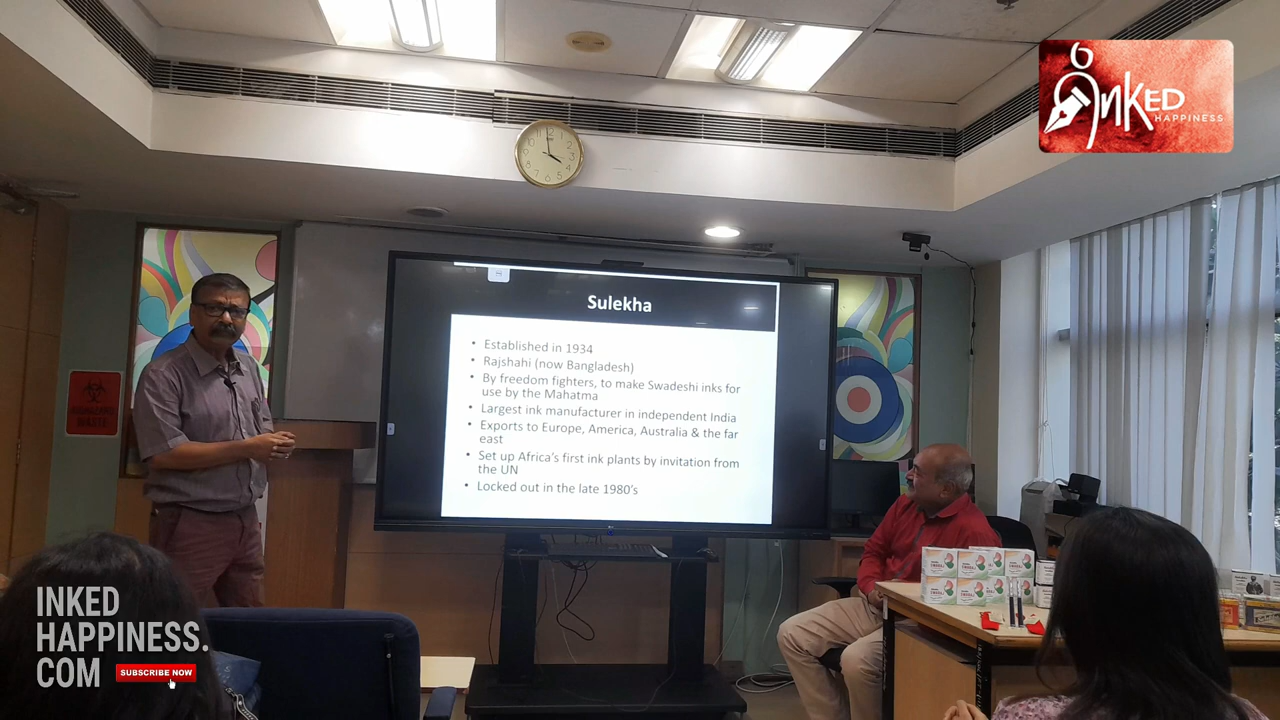 INKED
HAPPINESS
Sulekha
• Established in 1934
• Rajshahi (now Bangladesh)
• By freedom fighters, to make Swadeshi inks for
use by the Mahatma
• Largest ink manufacturer in independent India
• Exports to Europe, America, Australia & the far
east
• Set up Africa's first ink plants by invitation from
the UN
• Locked out in the late 1980's
WASTE
INKED
HAPPINESS.
COM
SUBSCRIBE NOW